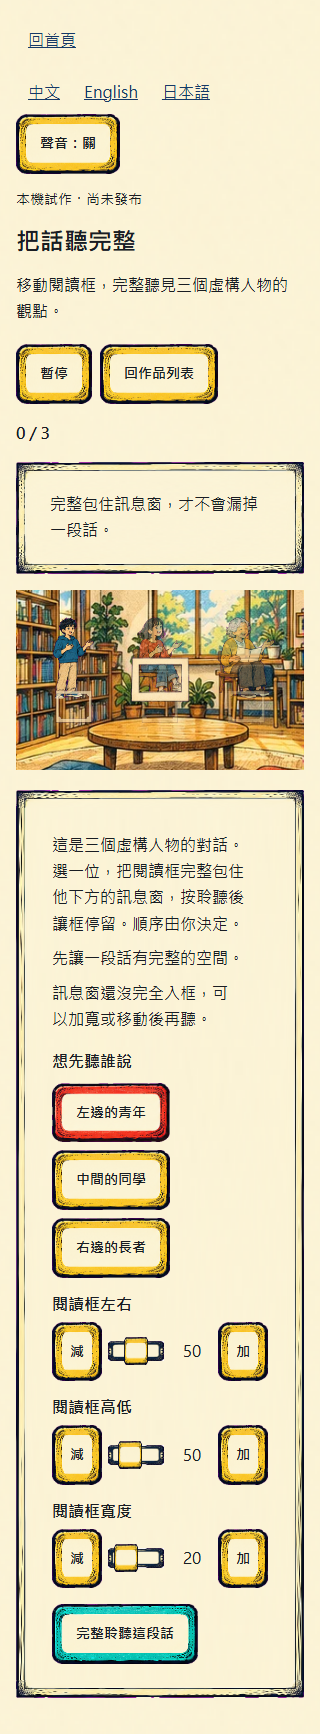 回首頁
中文 English 日本語
聲音：關
本機試作・尚未發布
把話聽完整
移動閱讀框，完整聽見三個虛構人物的
觀點。
暫停 回作品列表
0 / 3
完整包住訊息窗，才不會漏掉
一段話。
這是三個虛構人物的對話。
選一位，把閱讀框完整包住
他下方的訊息窗，按聆聽後
讓框停留。順序由你決定。
先讓一段話有完整的空間。
訊息窗還沒完全入框，可
以加寬或移動後再聽。
想先聽誰說
左邊的青年
中間的同學
右邊的長者
閱讀框左右
減 50 加
閱讀框高低
減 50 加
閱讀框寬度
減 20 加
完整聆聽這段話